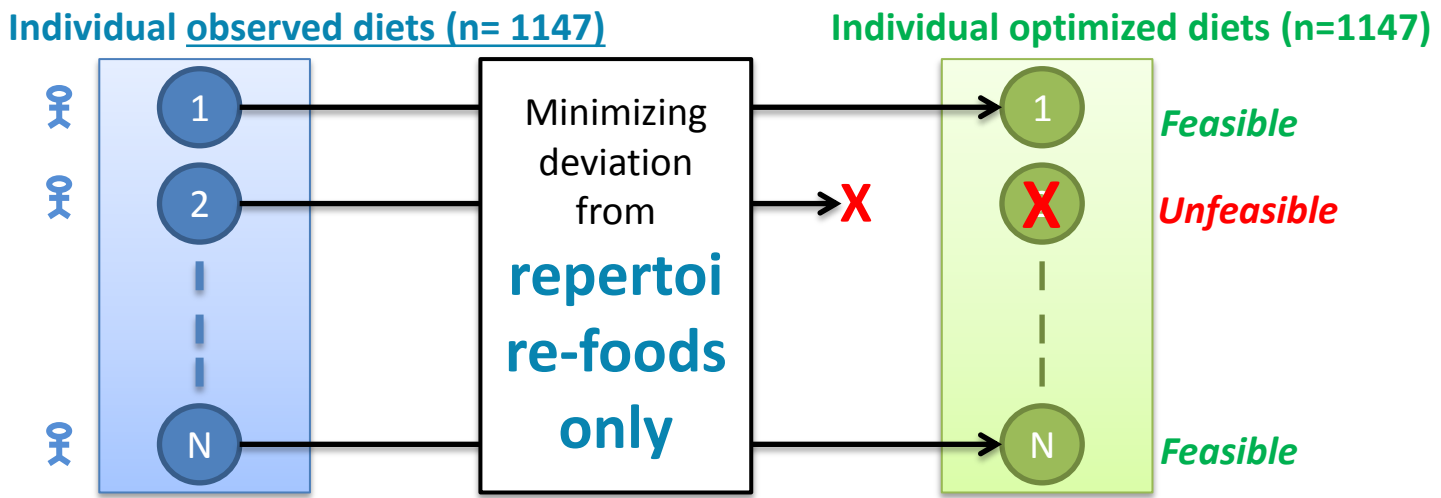 Individual observed diets (n= 1147)
Individual optimized diets (n=1147)
1
Minimizing
deviation
from
repertoi
re-foods
only
1
Feasible
2
X
X
Unfeasible
N
N
Feasible